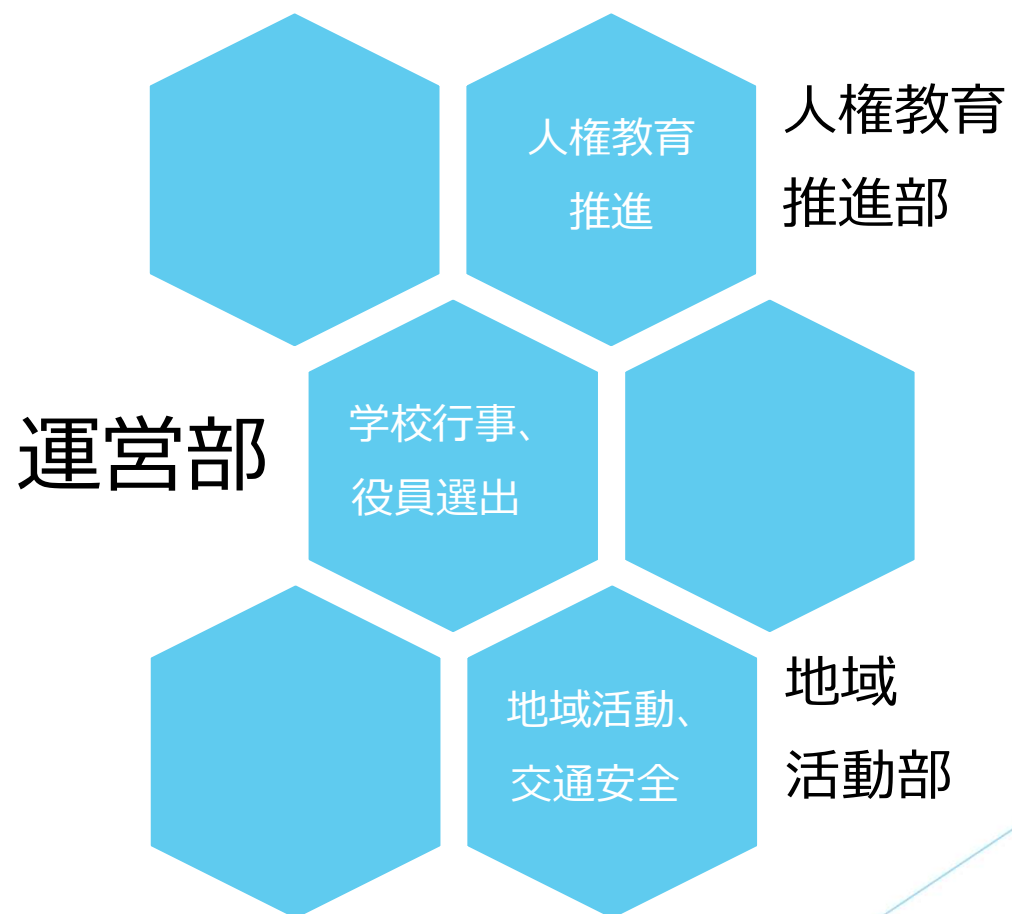 人権教育
推進
人権教育
推進部
運営部
学校行事、
役員選出
地域活動、
交通安全
地域
活動部